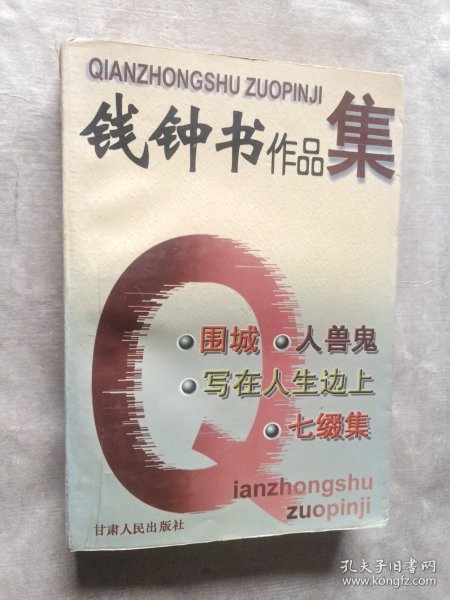 QIANZHONGSHU ZUOPINJI
钱钟书作品集
●围城 ●人兽鬼
●写在人生边上
●七缀集
Q
ianzhongshu
zuopinji
甘肃人民出版社
孔夫子旧书网
www.kongfz.com